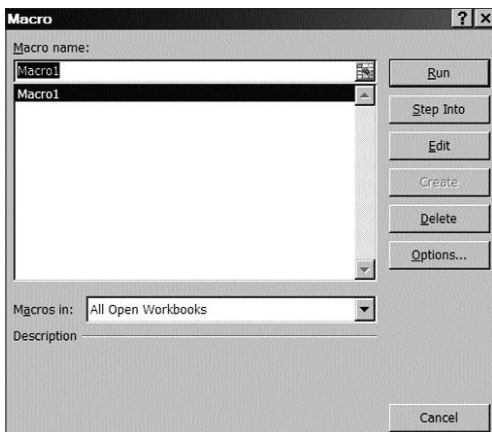 Macro
Macro name:
Macro1
Run
Macro1
Step Into
Edit
Create
Delete
Options...
Macros in: All Open Workbooks
Description
Cancel